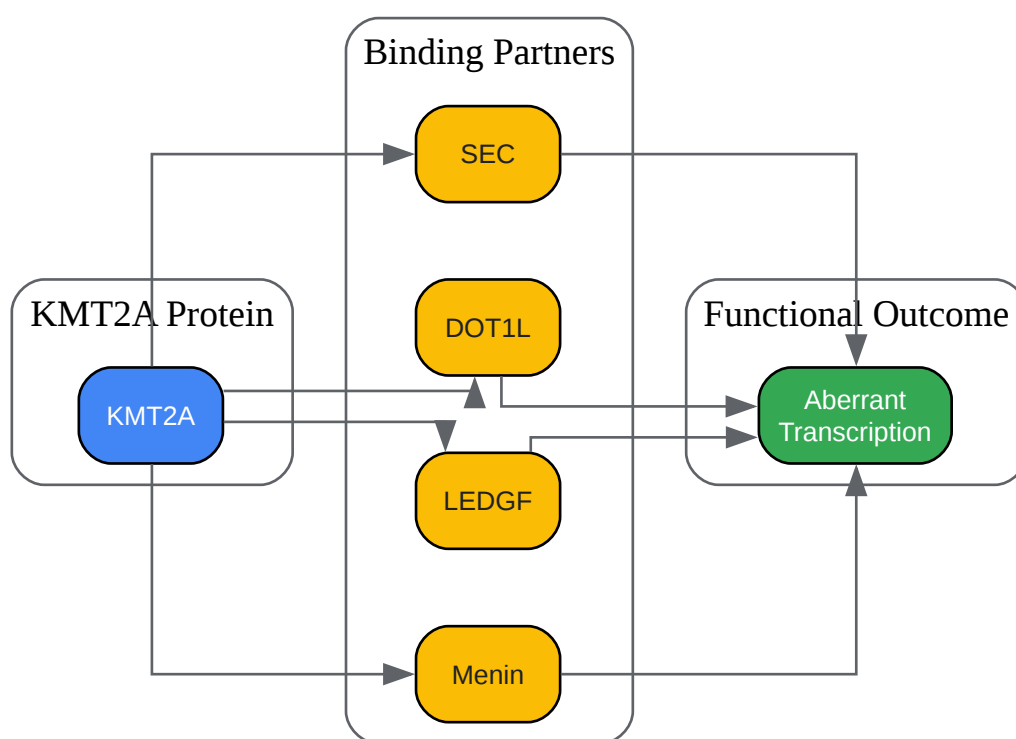 Binding Partners
SEC
KMT2A Protein
DOT1L
Functional Outcome
KMT2A
Aberrant
Transcription
LEDGF
Menin